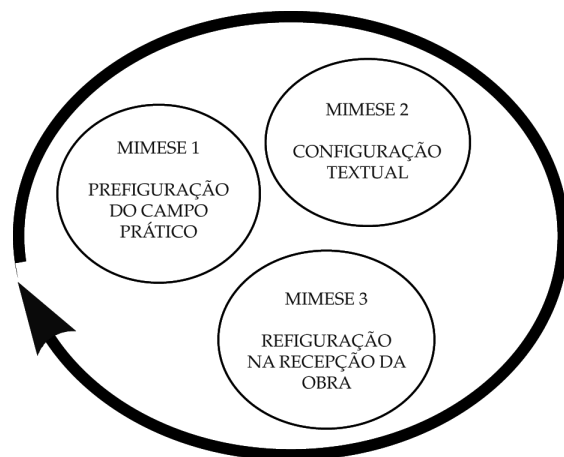 MIMESE 1
PREFIGURAÇÃO
DO CAMPO
PRÁTICO
MIMESE 2
CONFIGURAÇÃO
TEXTUAL
MIMESE 3
REFIGURAÇÃO
NA RECEPÇÃO DA
OBRA